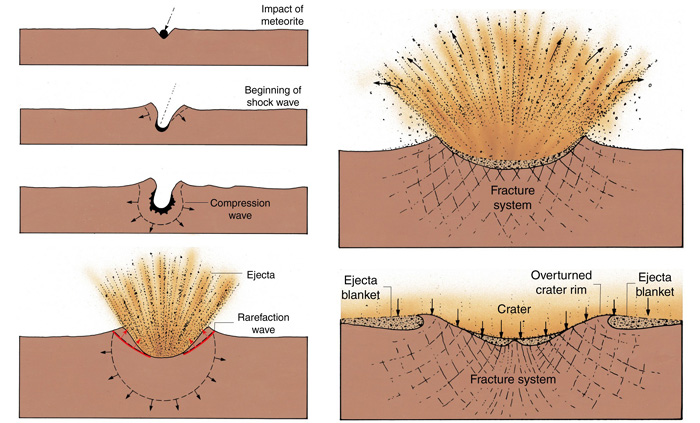 Impact of
meteorite
Beginning of
shock wave
Compression
wave
Ejecta
Rarefaction
wave
Fracture
system
Ejecta
blanket
Overturned
crater rim
Ejecta
blanket
Crater
Fracture system